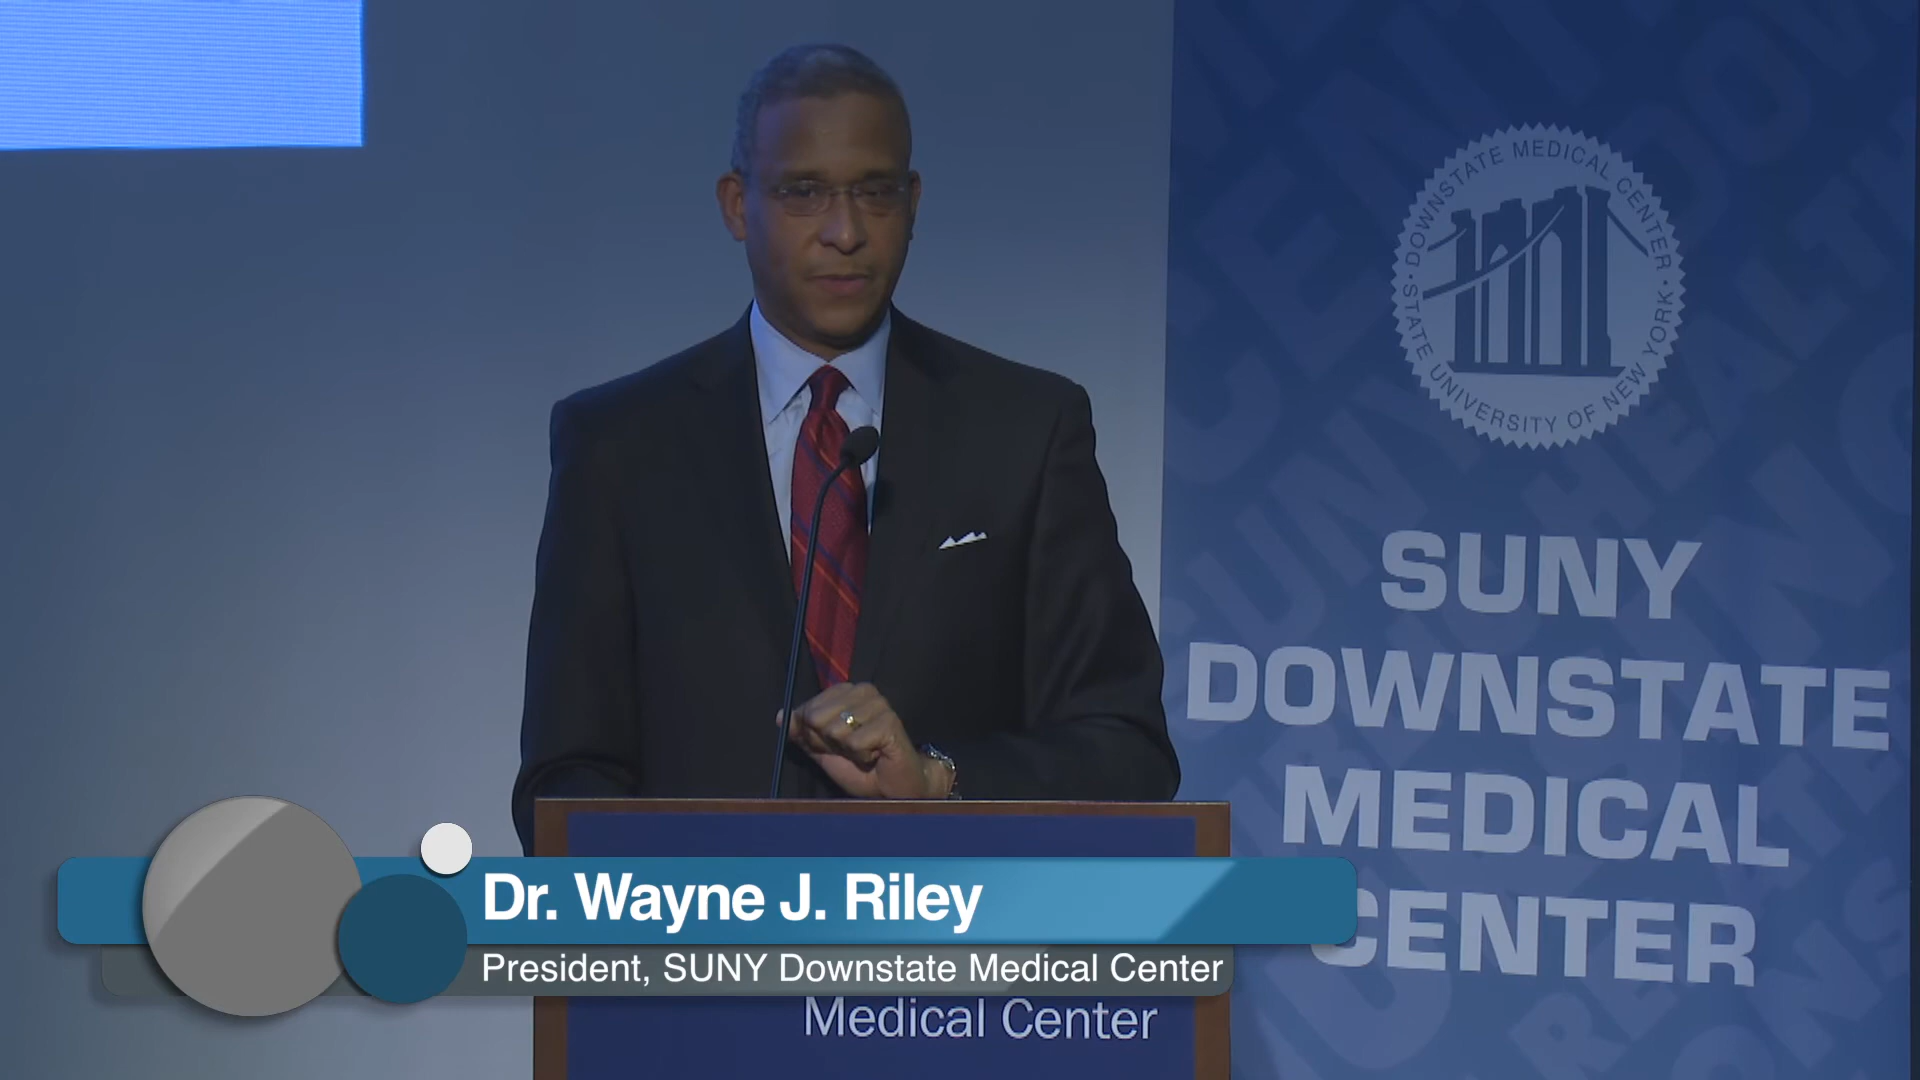 DOWNSTATE MEDICAL CENTER
STATE UNIVERSITY OF NEW YORK
SUNY
DOWNSTATE
MEDICAL
CENTER
Dr. Wayne J. Riley
President, SUNY Downstate Medical Center
Medical Center